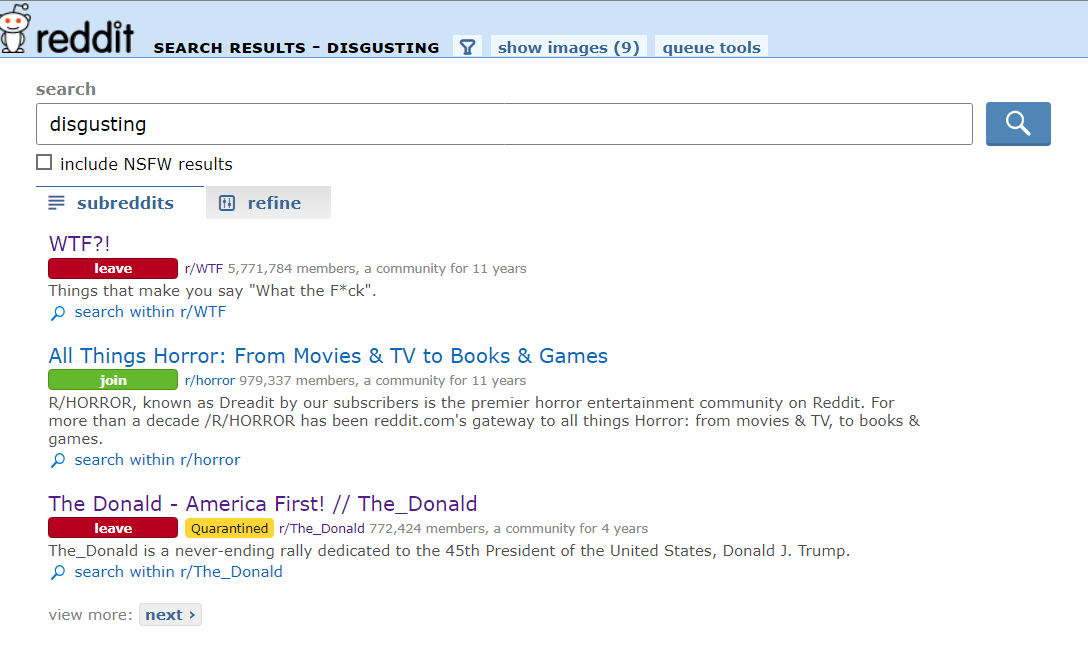 reddit SEARCH RESULTS - DISGUSTING show images (9) queue tools
search
disgusting
include NSFW results
subreddits refine
WTF?!
leave r/WTF 5,771,784 members, a community for 11 years
Things that make you say "What the F*ck".
search within r/WTF
All Things Horror: From Movies & TV to Books & Games
join r/horror 979,337 members, a community for 11 years
R/HORROR, known as Dreadit by our subscribers is the premier horror entertainment community on Reddit. For
more than a decade /R/HORROR has been reddit.com's gateway to all things Horror: from movies & TV, to books &
games.
search within r/horror
The Donald - America First! // The_Donald
leave Quarantined r/The_Donald 772,424 members, a community for 4 years
The_Donald is a never-ending rally dedicated to the 45th President of the United States, Donald J. Trump.
search within r/The_Donald
view more: next ›